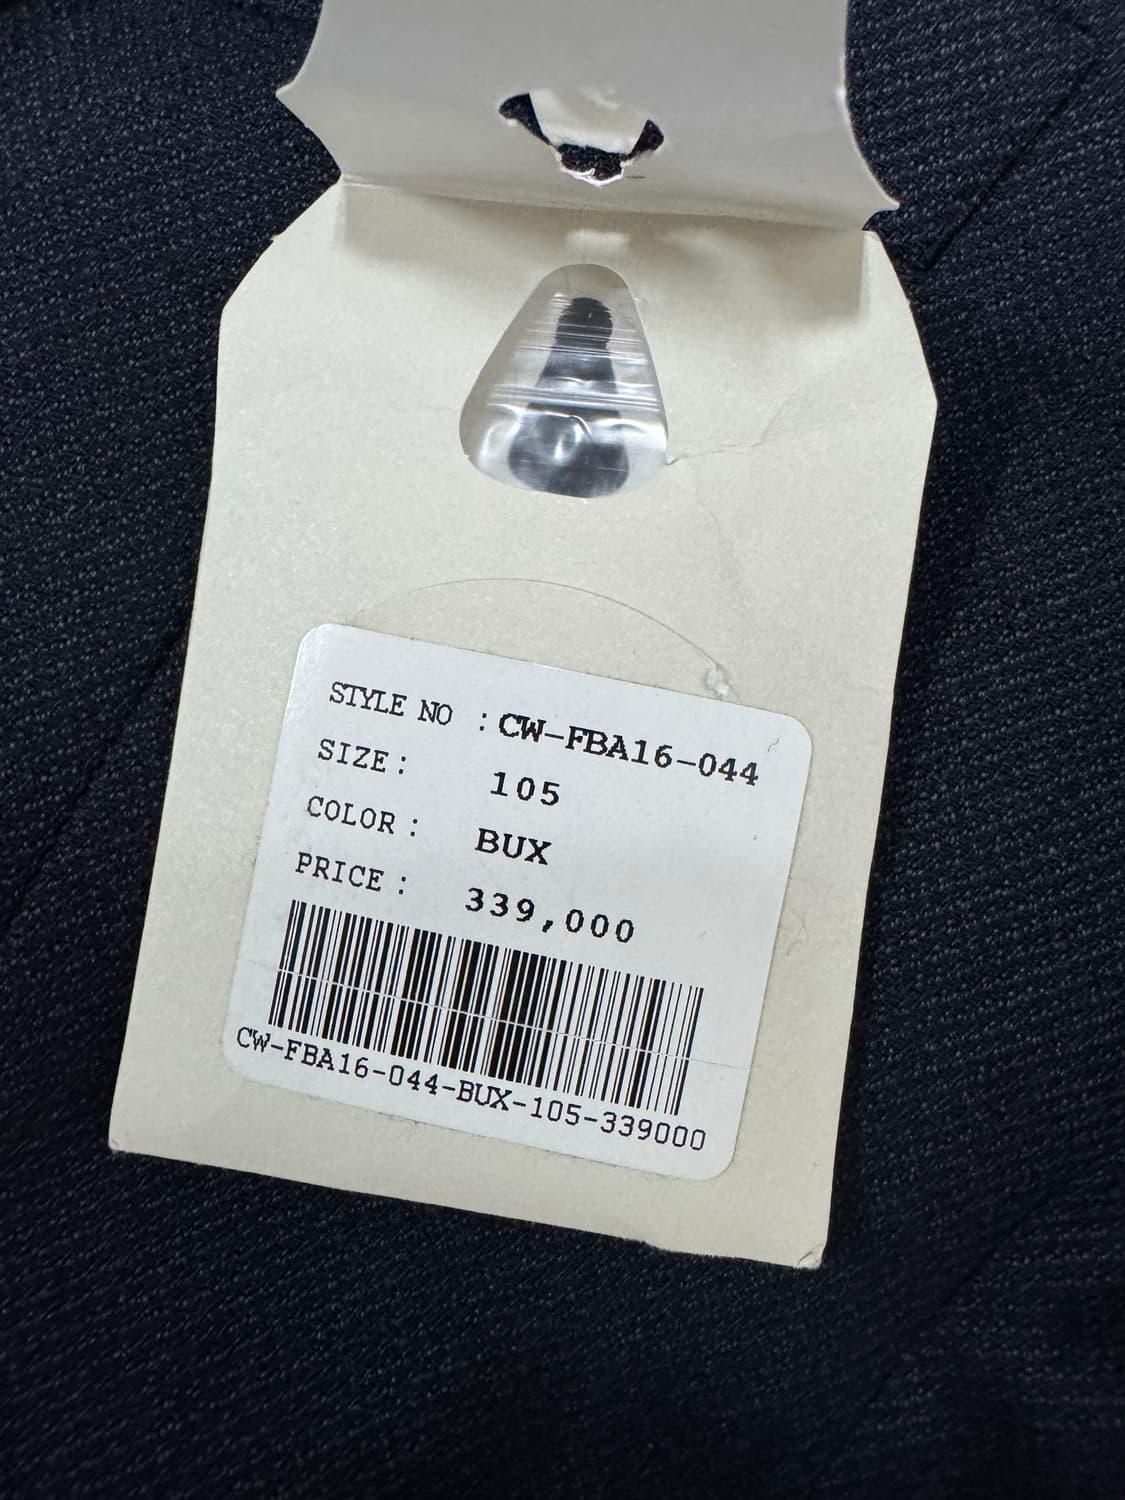 STYLE NO : CW-FBA16-044
SIZE: 105
COLOR: BUX
PRICE: 339,000
CW-FBA16-044-BUX-105-339000